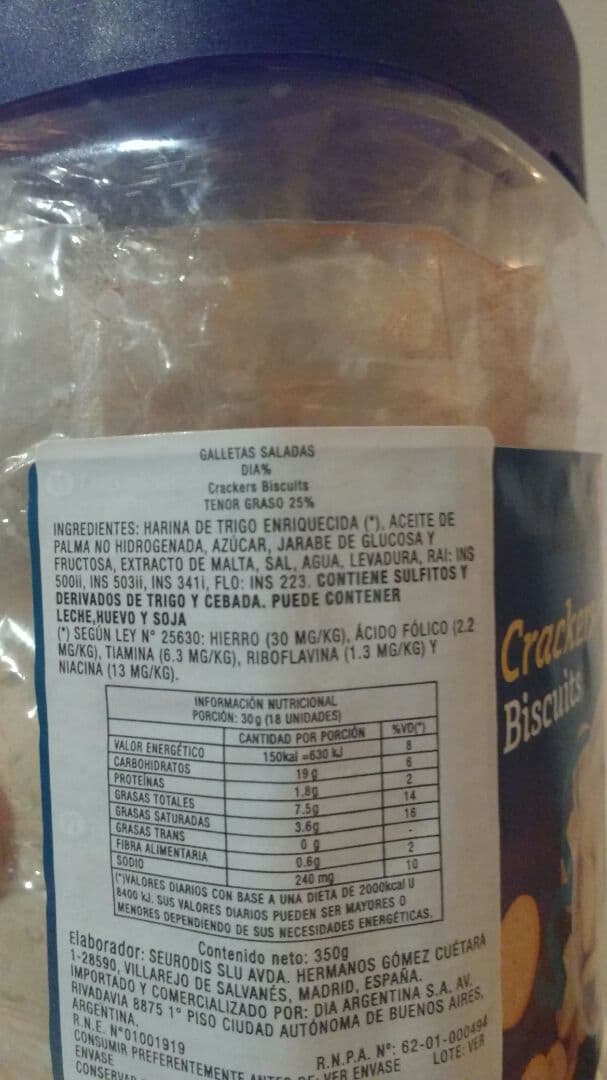 GALLETAS SALADAS
DIA%
Crackers Biscuits
TENOR GRASO 25%
INGREDIENTES: HARINA DE TRIGO ENRIQUECIDA (*), ACEITE DE
PALMA NO HIDROGENADA, AZÚCAR, JARABE DE GLUCOSA Y
FRUCTOSA, EXTRACTO DE MALTA, SAL, AGUA, LEVADURA, RAI: INS
500ii, INS 503ii, INS 341i, FLO: INS 223. CONTIENE SULFITOS Y
DERIVADOS DE TRIGO Y CEBADA. PUEDE CONTENER
LECHE,HUEVO Y SOJA
(*) SEGÚN LEY N° 25630: HIERRO (30 MG/KG), ÁCIDO FÓLICO (2.2
MG/KG), TIAMINA (6.3 MG/KG), RIBOFLAVINA (1.3 MG/KG) Y
NIACINA (13 MG/KG).
INFORMACIÓN NUTRICIONAL
PORCIÓN: 30g (18 UNIDADES)
CANTIDAD POR PORCIÓN %VD(*)
VALOR ENERGÉTICO 150kal =630 kJ 8
CARBOHIDRATOS 19 g 6
PROTEÍNAS 1.8g 2
GRASAS TOTALES 7.5g 14
GRASAS SATURADAS 3.6g 16
GRASAS TRANS 0 g -
FIBRA ALIMENTARIA 0.6g 2
SODIO 240 mg 10
(*)VALORES DIARIOS CON BASE A UNA DIETA DE 2000kcal U
8400 kJ. SUS VALORES DIARIOS PUEDEN SER MAYORES O
MENORES DEPENDIENDO DE SUS NECESIDADES ENERGÉTICAS.
Contenido neto: 350g
Elaborador: SEURODIS SLU AVDA. HERMANOS GÓMEZ CUÉTARA
1-28590, VILLAREJO DE SALVANÉS, MADRID, ESPAÑA.
IMPORTADO Y COMERCIALIZADO POR: DIA ARGENTINA S.A. AV.
RIVADAVIA 8875 1° PISO CIUDAD AUTÓNOMA DE BUENOS AIRES,
ARGENTINA.
R.N.E. N°01001919 R.N.P.A. Nº: 62-01-000494
CONSUMIR PREFERENTEMENTE ANTES DE: VER ENVASE LOTE: VER
ENVASE
Crackers
Biscuits